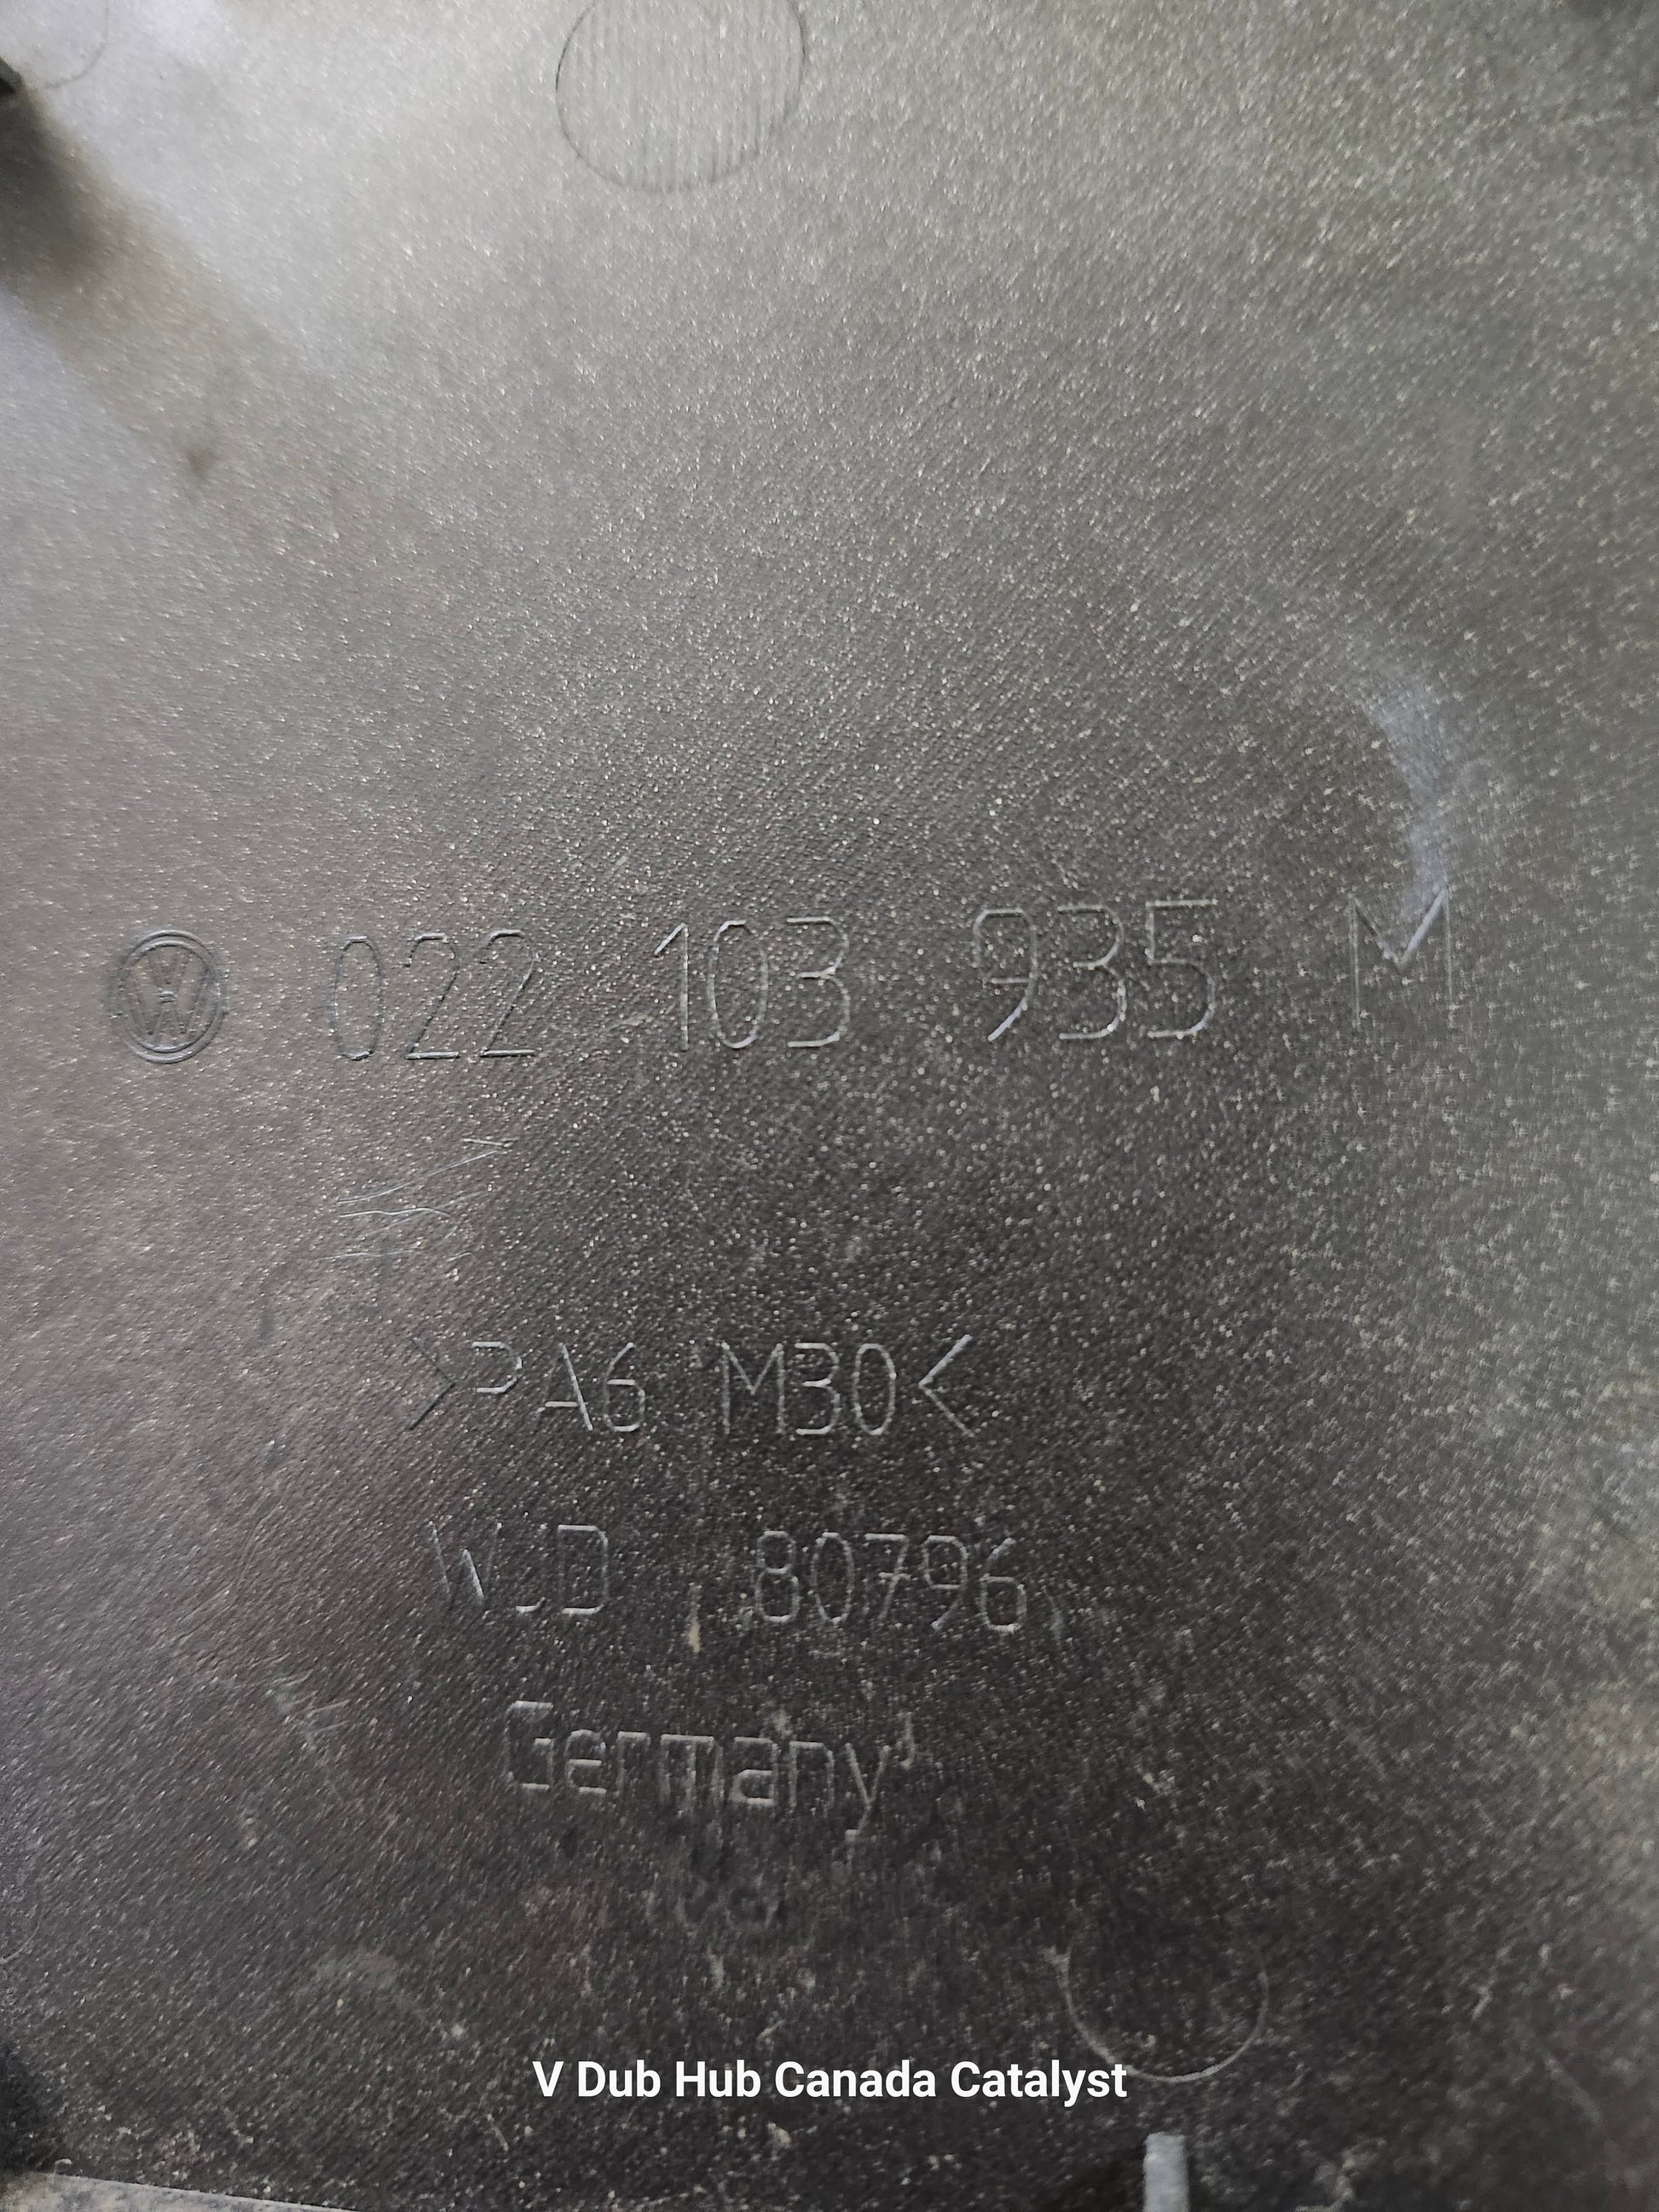 022 103 935 M
>PA6 M30<
80796
Germany
V Dub Hub Canada Catalyst